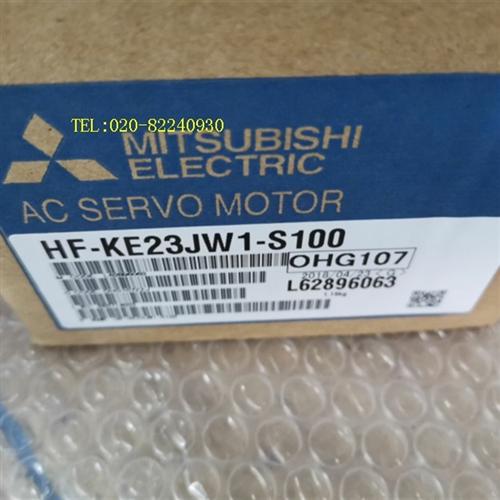 TEL:020-82240930
MITSUBISHI
ELECTRIC
AC SERVO MOTOR
HF-KE23JW1-S100
OHG107
L62896063